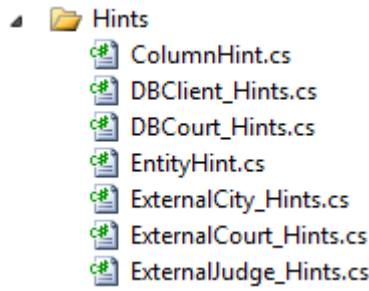 Hints
ColumnHint.cs
DBClient_Hints.cs
DBCourt_Hints.cs
EntityHint.cs
ExternalCity_Hints.cs
ExternalCourt_Hints.cs
ExternalJudge_Hints.cs